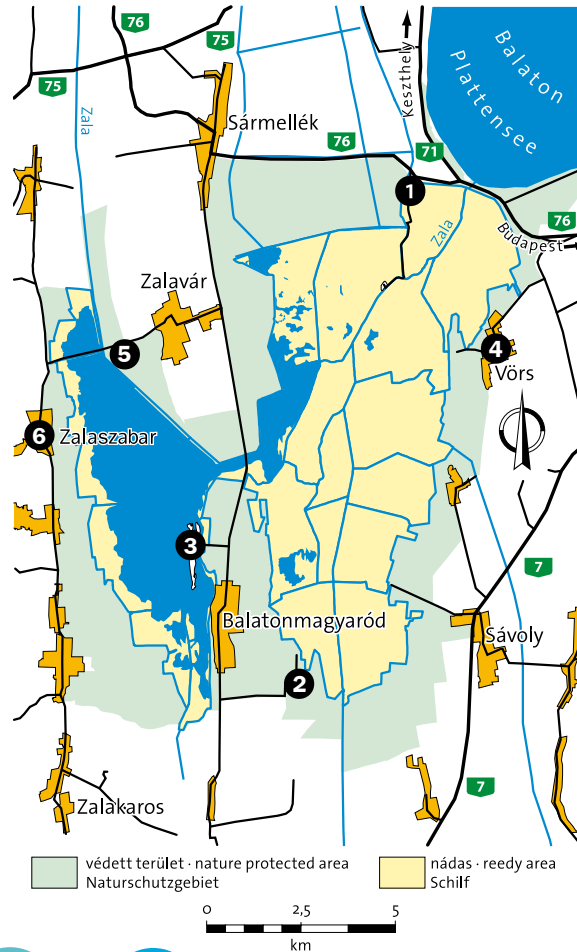 76
75
75
Zala
Keszthely
Balaton
Plattensee
Sármellék
76
71
1
76
Budapest
Zala
Zalavár
5
4
Vörs
6
Zalaszabar
3
7
Balatonmagyaród
Sávoly
2
7
Zalakaros
védett terület · nature protected area
Naturschutzgebiet
nádas · reedy area
Schilf
0 2,5 5
km